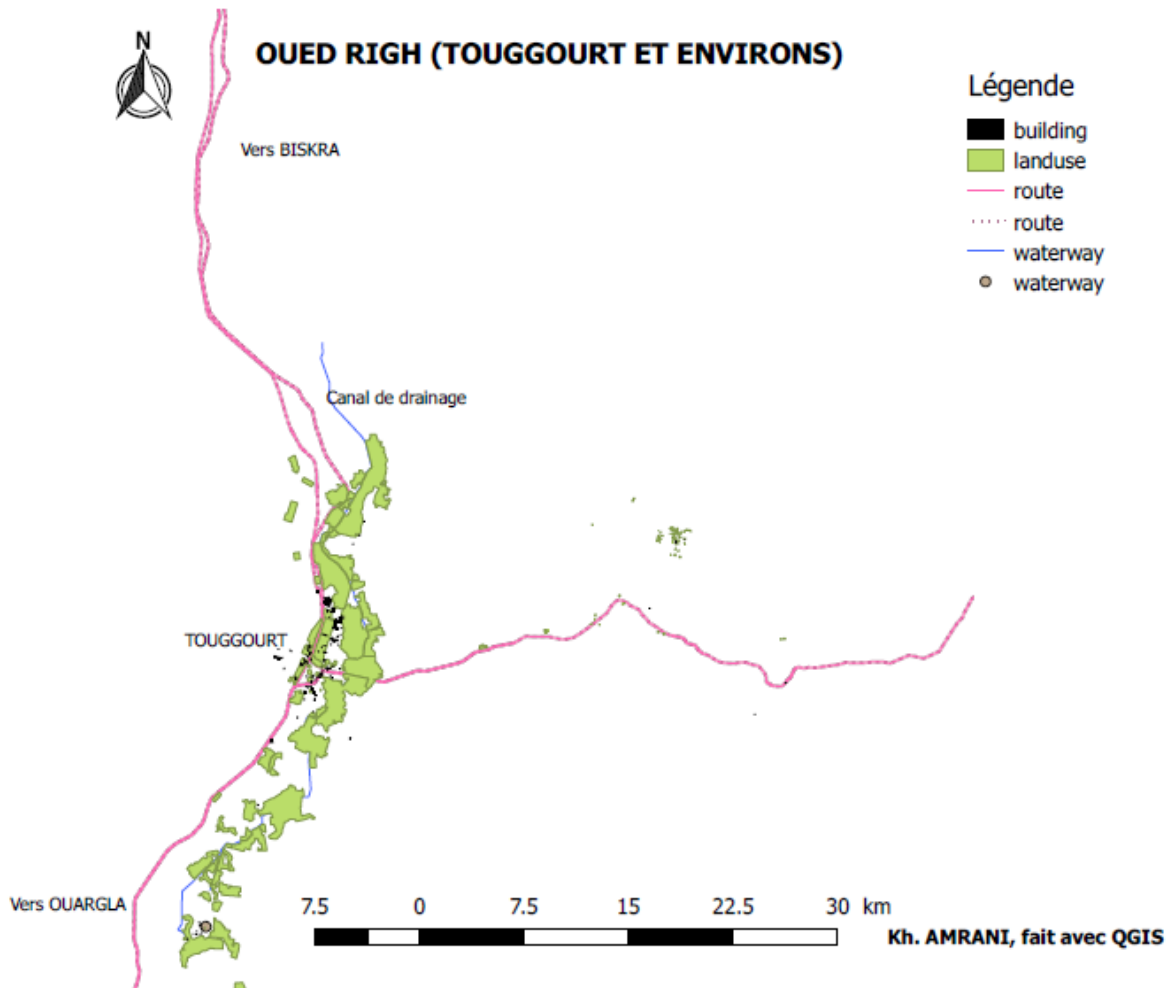 N
OUED RIGH (TOUGGOURT ET ENVIRONS)
Légende
building
landuse
route
route
waterway
waterway
Vers BISKRA
Canal de drainage
TOUGGOURT
Vers OUARGLA
7.5 0 7.5 15 22.5 30 km
Kh. AMRANI, fait avec QGIS